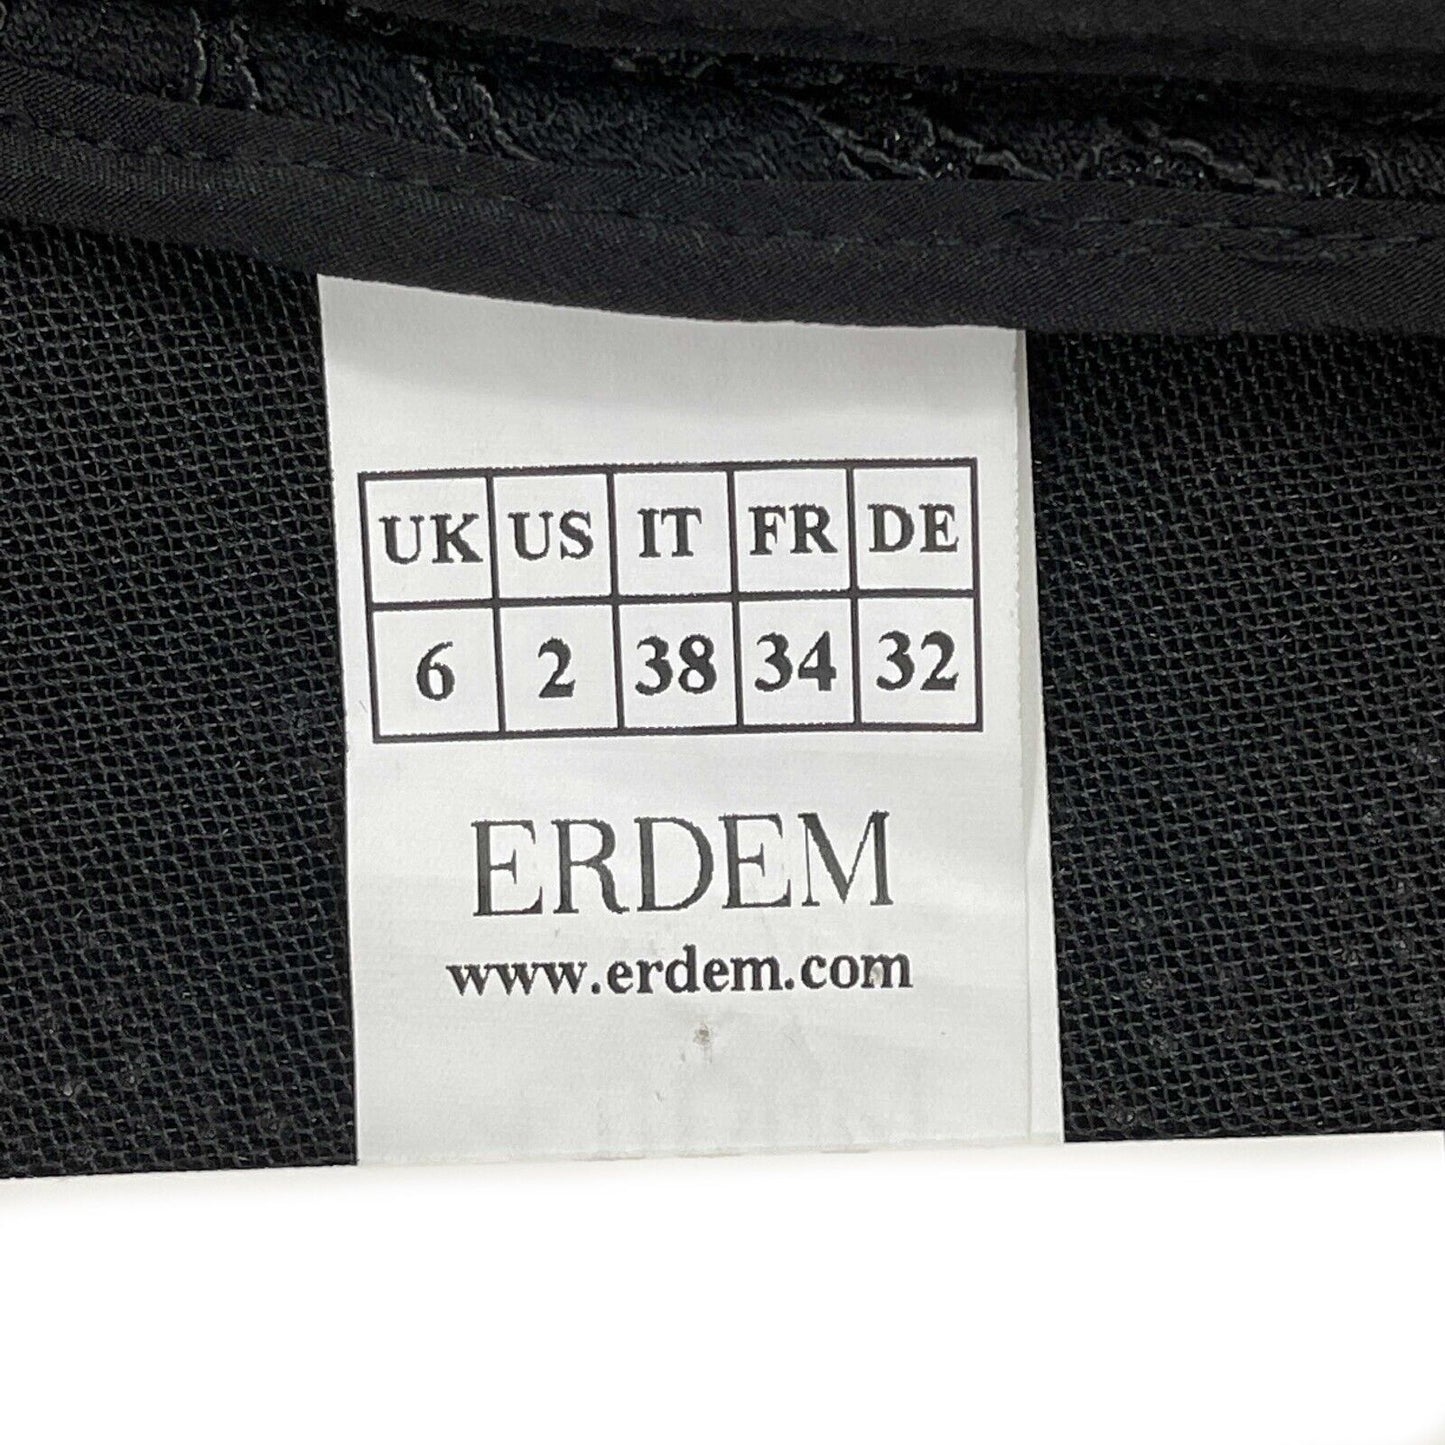 UK US IT FR DE
6 2 38 34 32
ERDEM
www.erdem.com